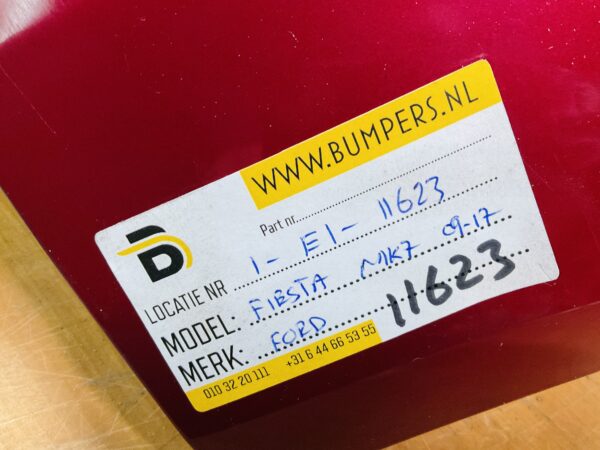 WWW.BUMPERS.NL
Part nr.
LOCATIE NR 1 - E1 - 11623
MODEL: FIESTA MK7 09-17
MERK: FORD 11623
010 32 20 111 +31 6 44 66 53 55